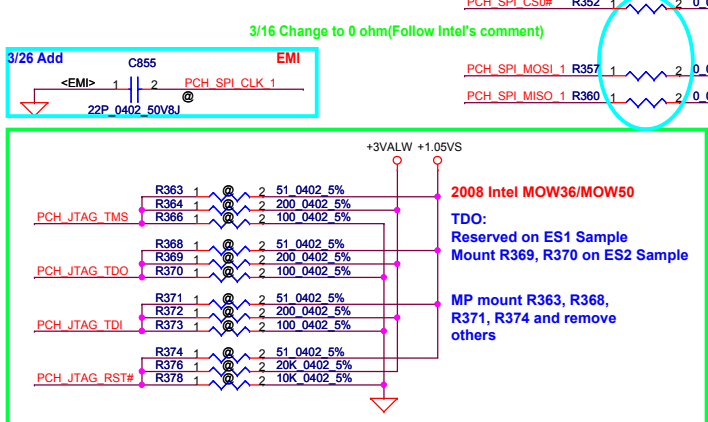 PCH_SPI_CS0# R352 1 2
3/16 Change to 0 ohm(Follow Intel's comment)
3/26 Add EMI
C855
<EMI> 1 2 PCH_SPI_CLK_1
@
22P_0402_50V8J
PCH_SPI_MOSI_1 R357 1 2
PCH_SPI_MISO_1 R360 1 2
+3VALW +1.05VS
R363 1 @ 2 51_0402_5%
R364 1 @ 2 200_0402_5%
PCH_JTAG_TMS R366 1 @ 2 100_0402_5%
R368 1 @ 2 51_0402_5%
R369 1 @ 2 200_0402_5%
PCH_JTAG_TDO R370 1 @ 2 100_0402_5%
R371 1 @ 2 51_0402_5%
R372 1 @ 2 200_0402_5%
PCH_JTAG_TDI R373 1 @ 2 100_0402_5%
R374 1 @ 2 51_0402_5%
R376 1 @ 2 20K_0402_5%
PCH_JTAG_RST# R378 1 @ 2 10K_0402_5%
2008 Intel MOW36/MOW50
TDO:
Reserved on ES1 Sample
Mount R369, R370 on ES2 Sample
MP mount R363, R368,
R371, R374 and remove
others